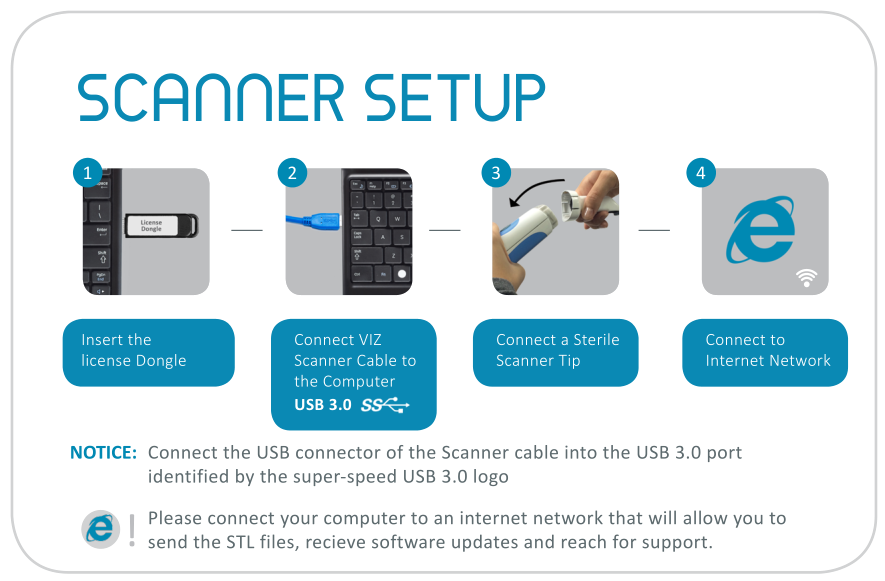 SCANNER SETUP
1
2
3
4
License
Dongle
Insert the
license Dongle
Connect VIZ
Scanner Cable to
the Computer
USB 3.0 SS
Connect a Sterile
Scanner Tip
Connect to
Internet Network
NOTICE: Connect the USB connector of the Scanner cable into the USB 3.0 port
identified by the super-speed USB 3.0 logo
! Please connect your computer to an internet network that will allow you to
send the STL files, recieve software updates and reach for support.